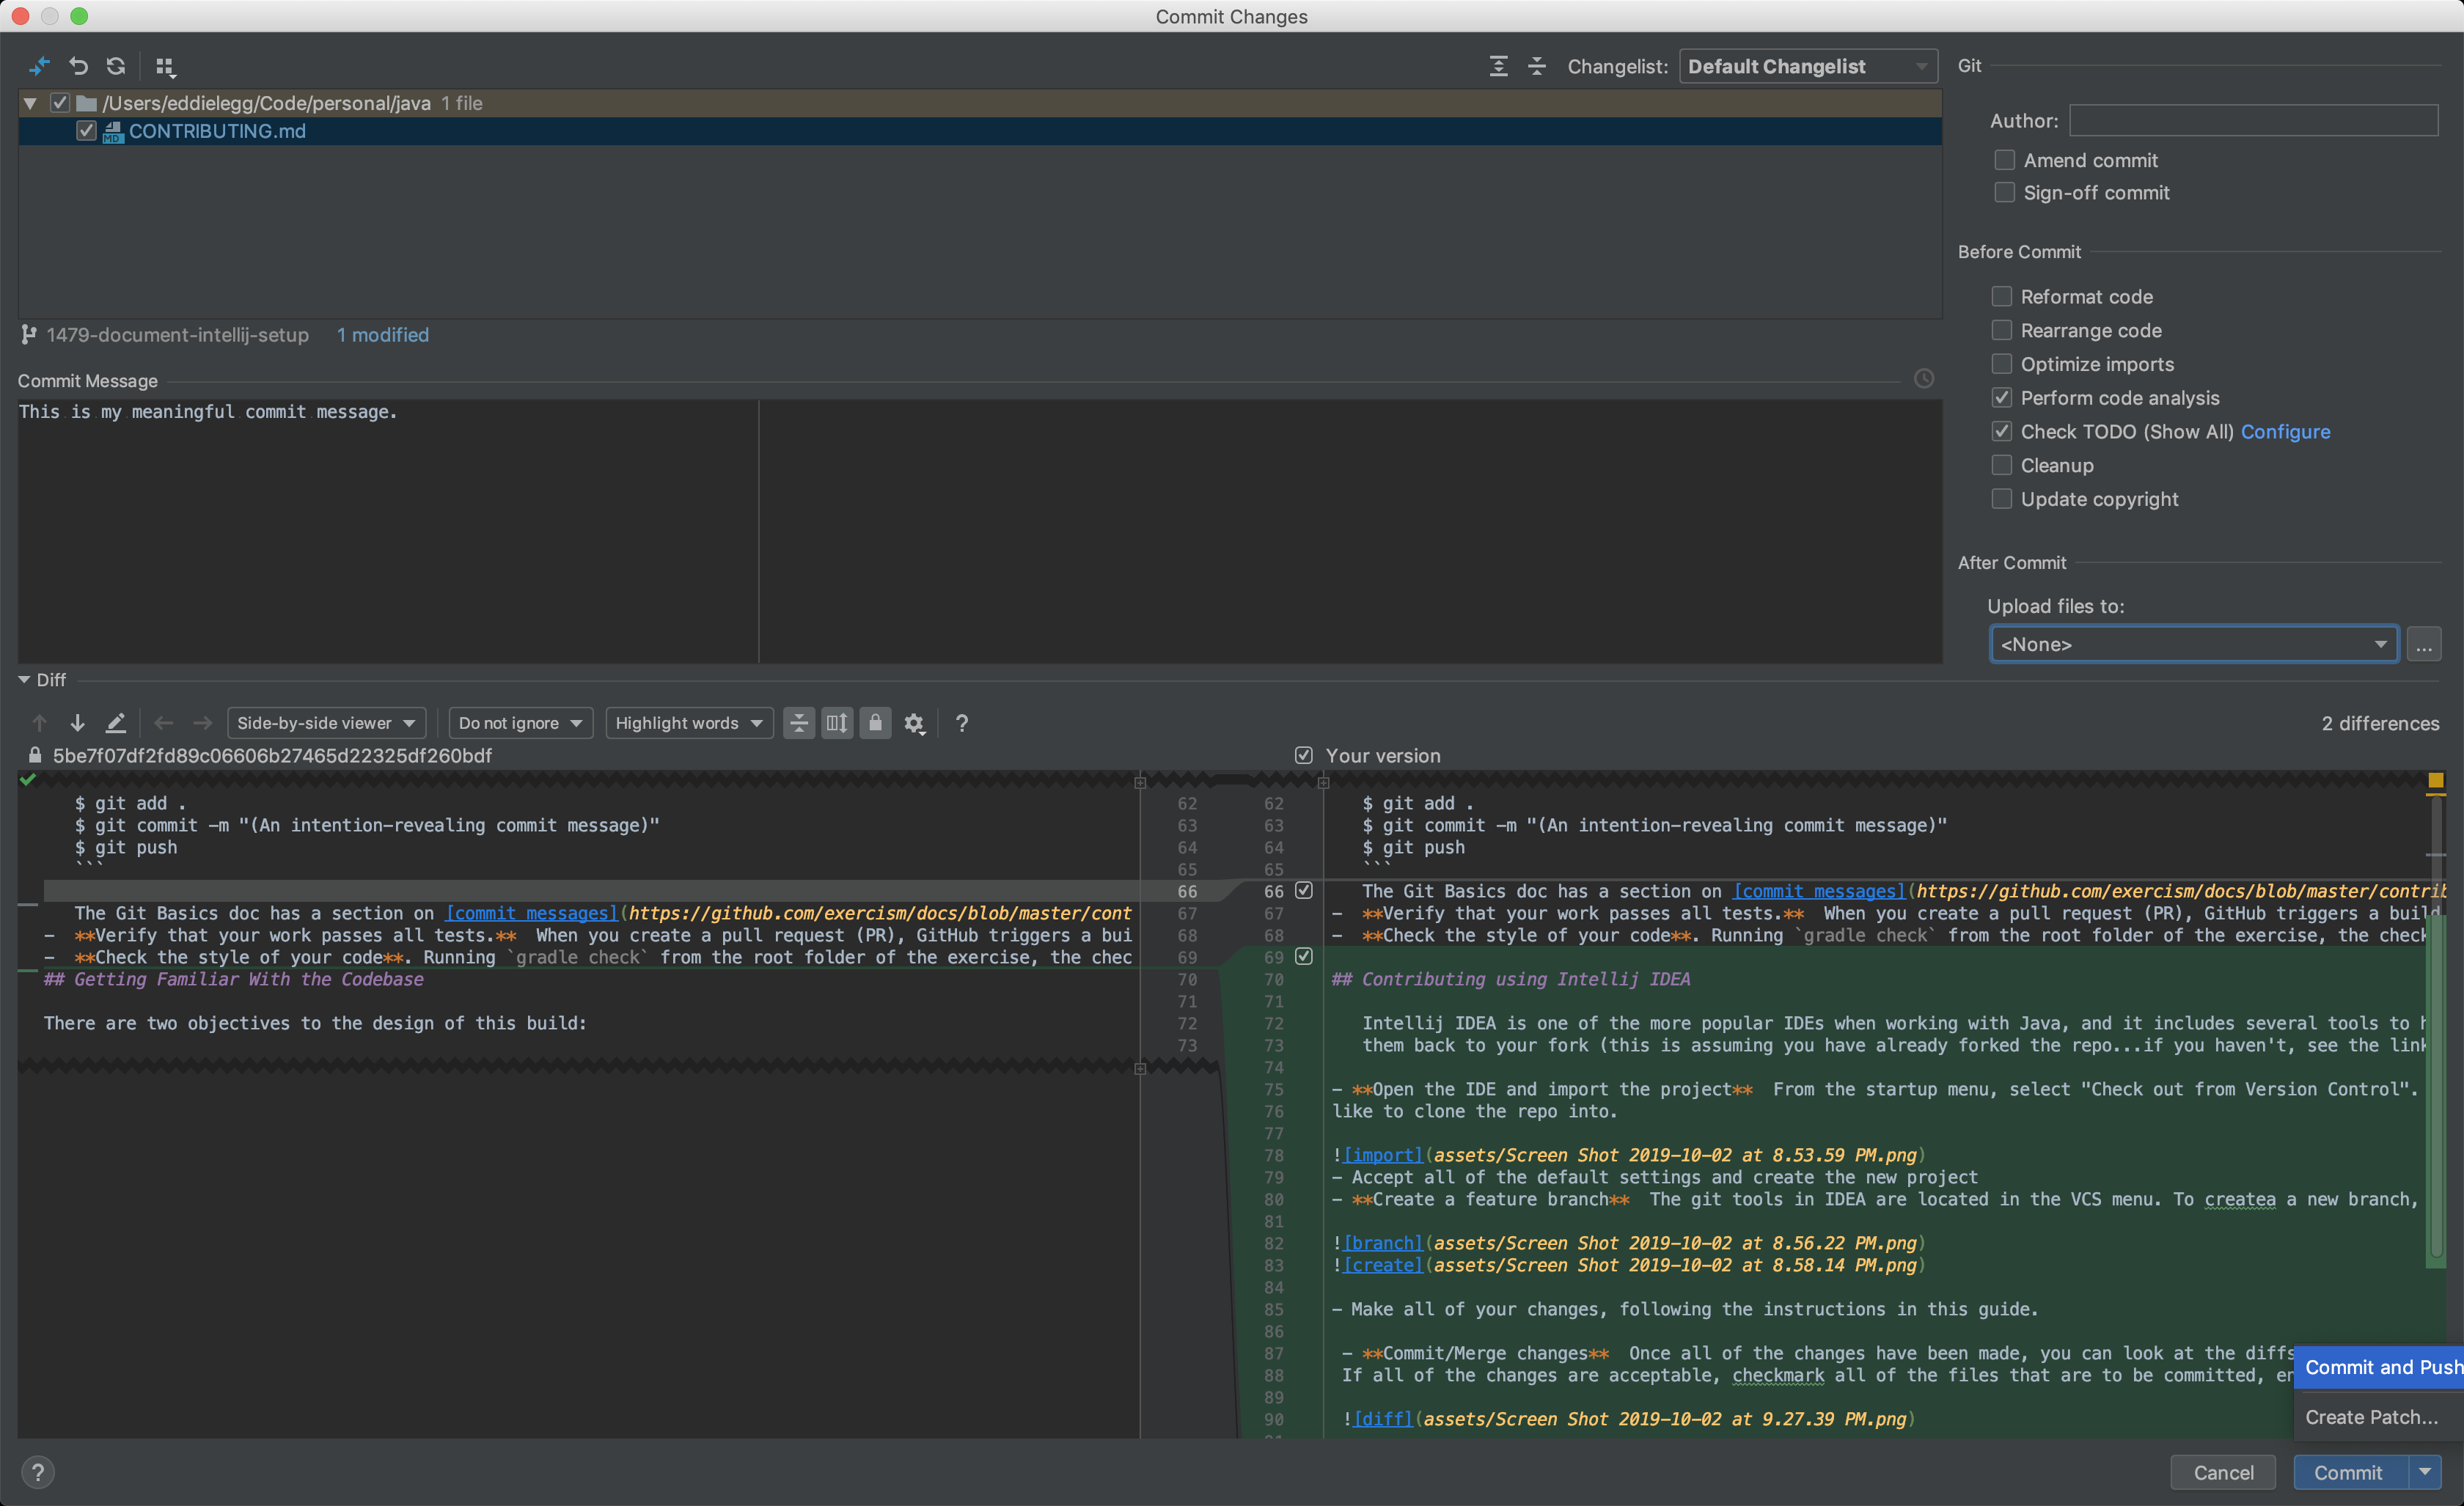 Commit Changes
Changelist: Default Changelist
/Users/eddielegg/Code/personal/java 1 file
MD CONTRIBUTING.md
1479-document-intellij-setup 1 modified
Commit Message
This is my meaningful commit message.
Git
Author:
Amend commit
Sign-off commit
Before Commit
Reformat code
Rearrange code
Optimize imports
Perform code analysis
Check TODO (Show All) Configure
Cleanup
Update copyright
After Commit
Upload files to:
<None> ...
Diff
Side-by-side viewer Do not ignore Highlight words ? 2 differences
5be7f07df2fd89c06606b27465d22325df260bdf
$ git add .
$ git commit -m "(An intention-revealing commit message)"
$ git push
```
The Git Basics doc has a section on [commit messages](https://github.com/exercism/docs/blob/master/cont
- **Verify that your work passes all tests.** When you create a pull request (PR), GitHub triggers a bui
- **Check the style of your code**. Running `gradle check` from the root folder of the exercise, the chec
## Getting Familiar With the Codebase
There are two objectives to the design of this build:
62
63
64
65
66
67
68
69
70
71
72
73
Your version
62 $ git add .
63 $ git commit -m "(An intention-revealing commit message)"
64 $ git push
65 ```
66 The Git Basics doc has a section on [commit messages](https://github.com/exercism/docs/blob/master/contrib
67 - **Verify that your work passes all tests.** When you create a pull request (PR), GitHub triggers a build
68 - **Check the style of your code**. Running `gradle check` from the root folder of the exercise, the check
69
70 ## Contributing using Intellij IDEA
71
72 Intellij IDEA is one of the more popular IDEs when working with Java, and it includes several tools to h
73 them back to your fork (this is assuming you have already forked the repo...if you haven't, see the link
74
75 - **Open the IDE and import the project** From the startup menu, select "Check out from Version Control".
76 like to clone the repo into.
77
78 ![import](assets/Screen Shot 2019-10-02 at 8.53.59 PM.png)
79 - Accept all of the default settings and create the new project
80 - **Create a feature branch** The git tools in IDEA are located in the VCS menu. To createa a new branch,
81
82 ![branch](assets/Screen Shot 2019-10-02 at 8.56.22 PM.png)
83 ![create](assets/Screen Shot 2019-10-02 at 8.58.14 PM.png)
84
85 - Make all of your changes, following the instructions in this guide.
86
87 - **Commit/Merge changes** Once all of the changes have been made, you can look at the diffs
88 If all of the changes are acceptable, checkmark all of the files that are to be committed, en
89
90 ![diff](assets/Screen Shot 2019-10-02 at 9.27.39 PM.png)
Commit and Push
Create Patch...
? Cancel Commit